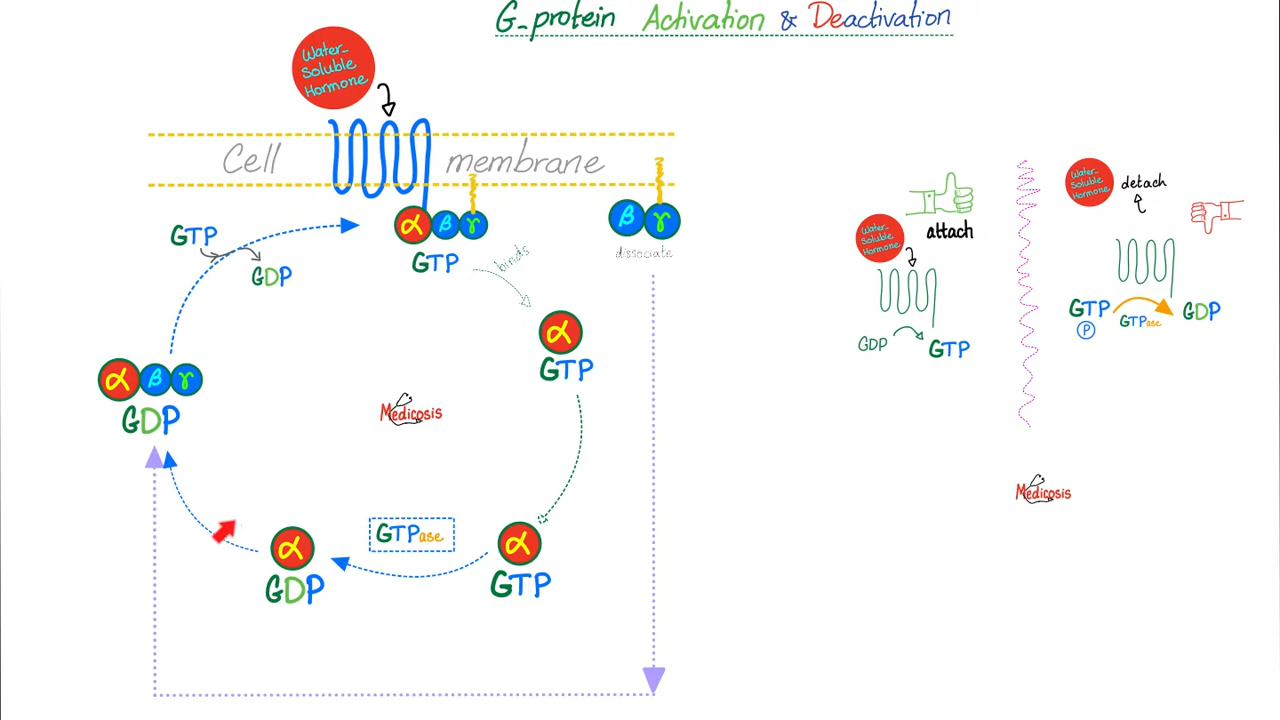 G_protein Activation & Deactivation
Water-
Soluble
Hormone
Cell membrane
α β γ
GTP
β γ
dissociate
binds
GTP
GDP
α
GTP
α β γ
GDP
Medicosis
α
GDP
GTPase
α
GTP
Water-
Soluble
Hormone
attach
GDP
GTP
Water-
Soluble
Hormone
detach
GTP
P
GTPase
GDP
Medicosis